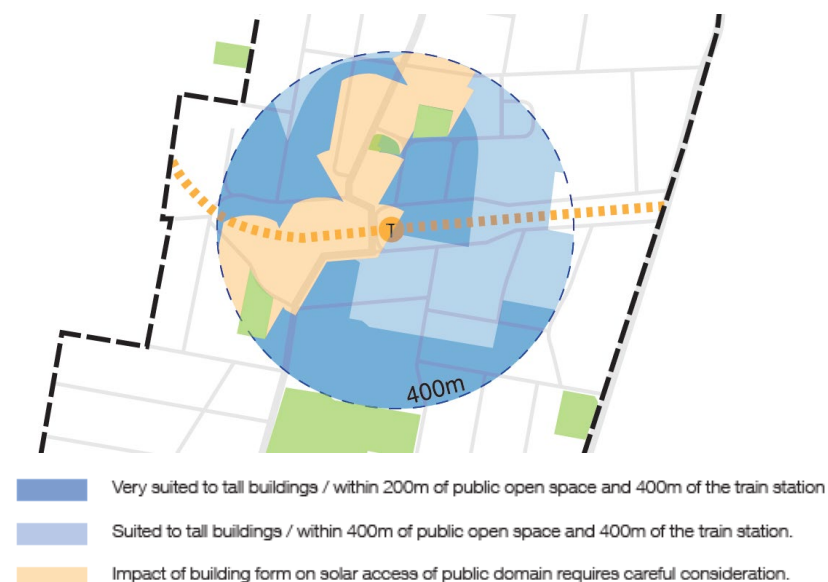 T
400m
Very suited to tall buildings / within 200m of public open space and 400m of the train station
Suited to tall buildings / within 400m of public open space and 400m of the train station.
Impact of building form on solar access of public domain requires careful consideration.